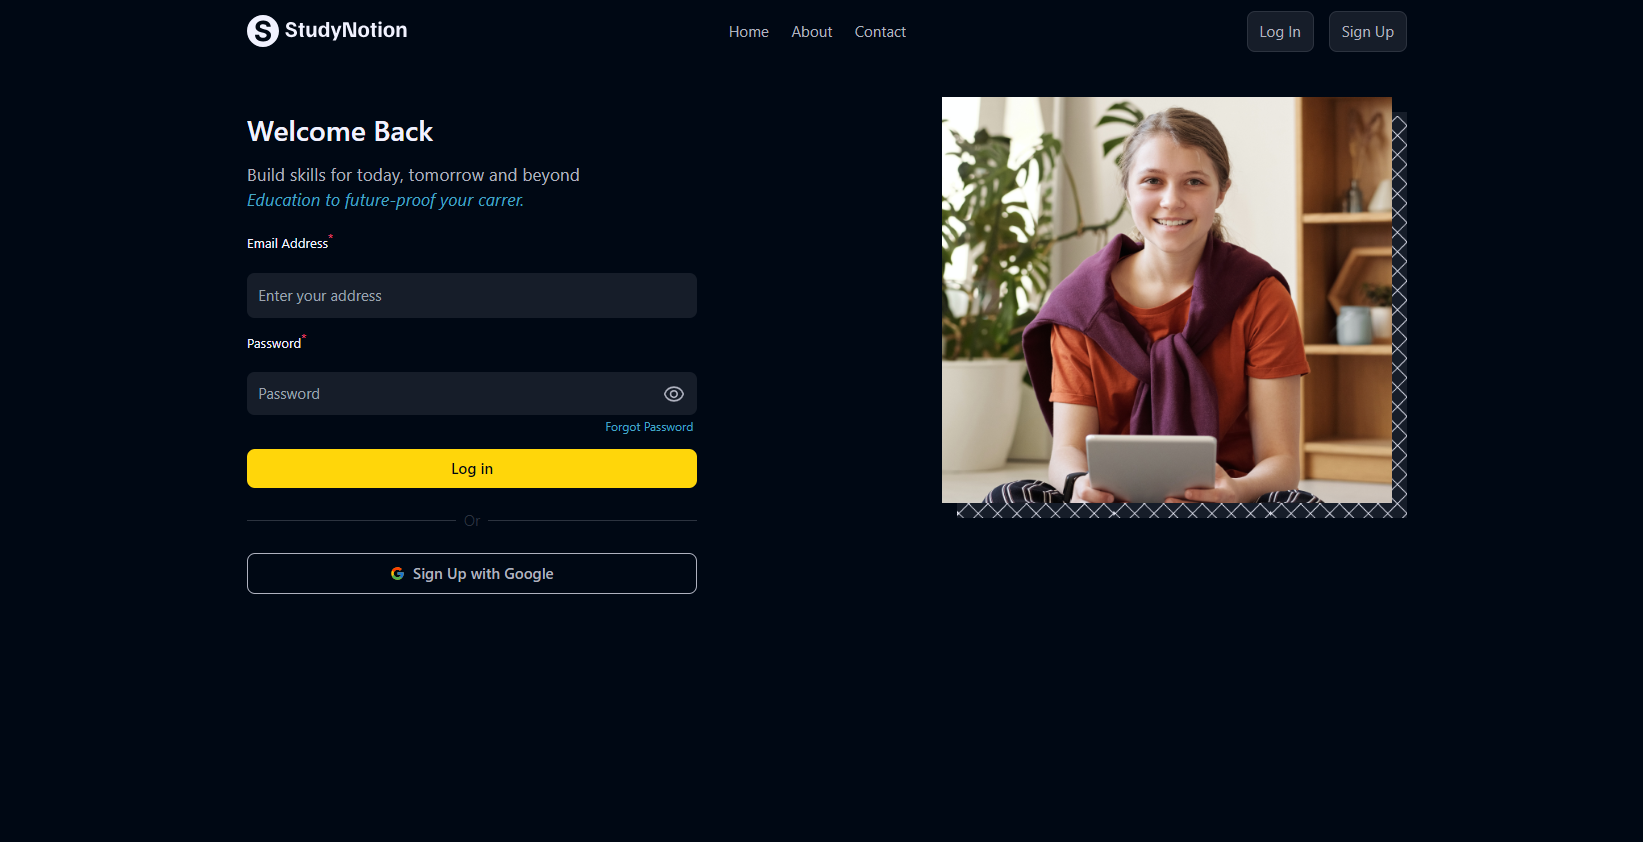 S StudyNotion
Home About Contact
Log In Sign Up
Welcome Back
Build skills for today, tomorrow and beyond
Education to future-proof your carrer.
Email Address*
Enter your address
Password*
Password
Forgot Password
Log in
Or
G Sign Up with Google